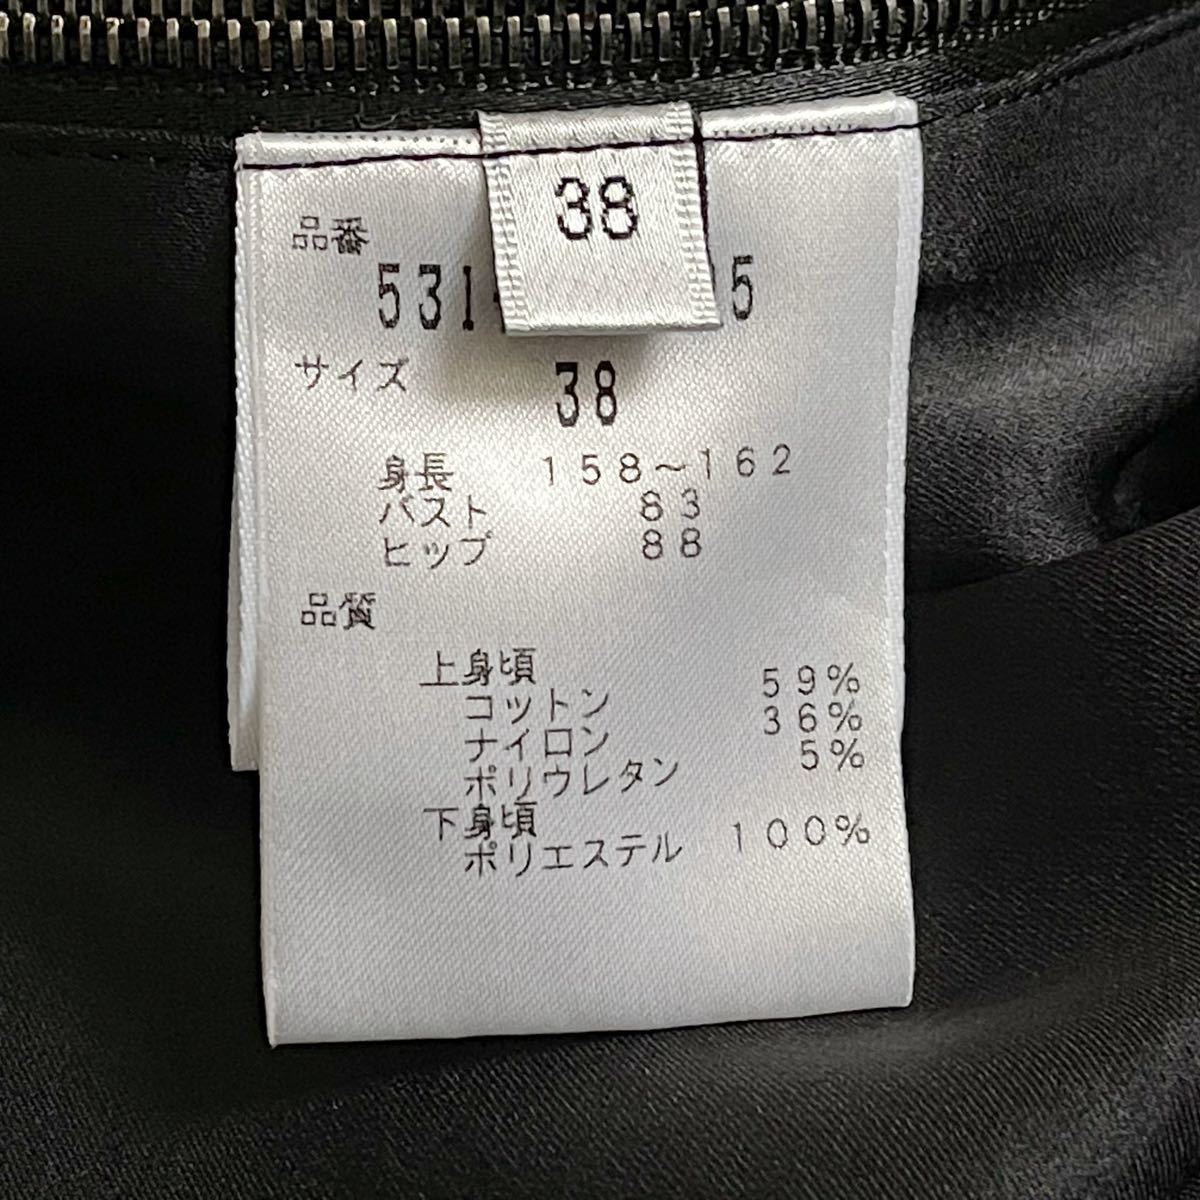 38
品番
531 5
サイズ 38
身長 158～162
バスト 83
ヒップ 88
品質
上身頃
コットン 59%
ナイロン 36%
ポリウレタン 5%
下身頃
ポリエステル 100%